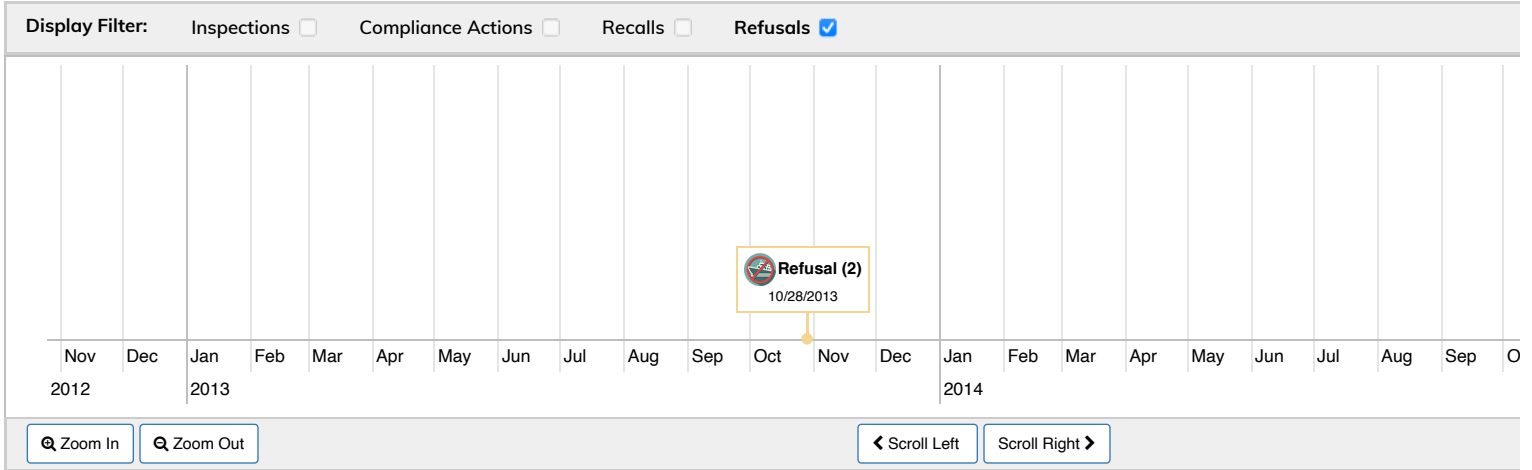 Display Filter: Inspections Compliance Actions Recalls Refusals
Refusal (2)
10/28/2013
Nov Dec Jan Feb Mar Apr May Jun Jul Aug Sep Oct Nov Dec Jan Feb Mar Apr May Jun Jul Aug Sep O
2012 2013 2014
Zoom In Zoom Out Scroll Left Scroll Right